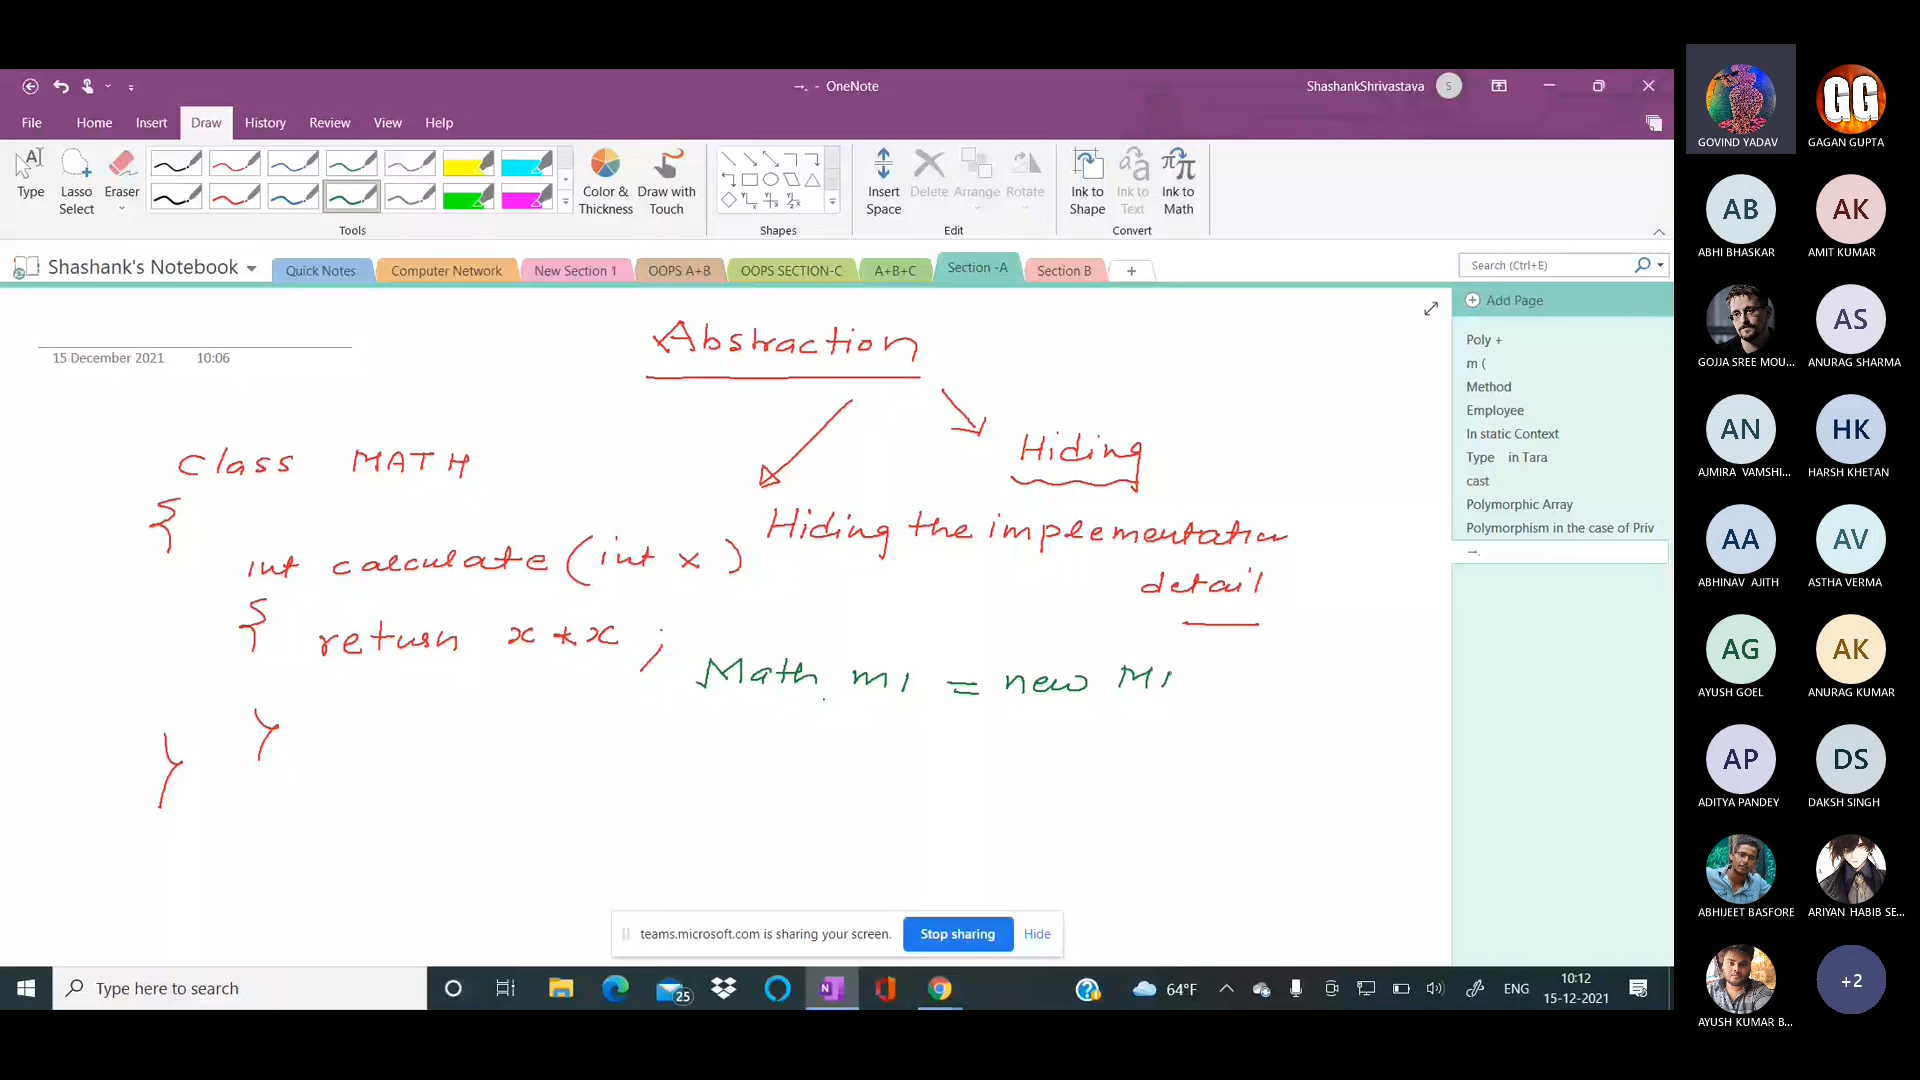 →. - OneNote
ShashankShrivastava
S
File Home Insert Draw History Review View Help
Type
Lasso Select
Eraser
Color & Thickness
Draw with Touch
Insert Space
Delete
Arrange
Rotate
Ink to Shape
Ink to Text
Ink to Math
Tools
Shapes
Edit
Convert
Shashank's Notebook
Quick Notes
Computer Network
New Section 1
OOPS A+B
OOPS SECTION-C
A+B+C
Section -A
Section B
+
Search (Ctrl+E)
Add Page
Poly +
m (
Method
Employee
In static Context
Type in Tara
cast
Polymorphic Array
Polymorphism in the case of Priv
→.
15 December 2021 10:06
Abstraction
Hiding
Hiding the implementation
detail
Class MATH
{
int calculate (int x)
{ return x * x ;
}
}
Math m1 = new M1
teams.microsoft.com is sharing your screen.
Stop sharing
Hide
Type here to search
25
N
64°F
ENG
10:12
15-12-2021
GOVIND YADAV
GG
GAGAN GUPTA
AB
ABHI BHASKAR
AK
AMIT KUMAR
GOJJA SREE MOU...
AS
ANURAG SHARMA
AN
AJMIRA VAMSHI...
HK
HARSH KHETAN
AA
ABHINAV AJITH
AV
ASTHA VERMA
AG
AYUSH GOEL
AK
ANURAG KUMAR
AP
ADITYA PANDEY
DS
DAKSH SINGH
ABHIJEET BASFORE
ARIYAN HABIB SE...
AYUSH KUMAR B...
+2